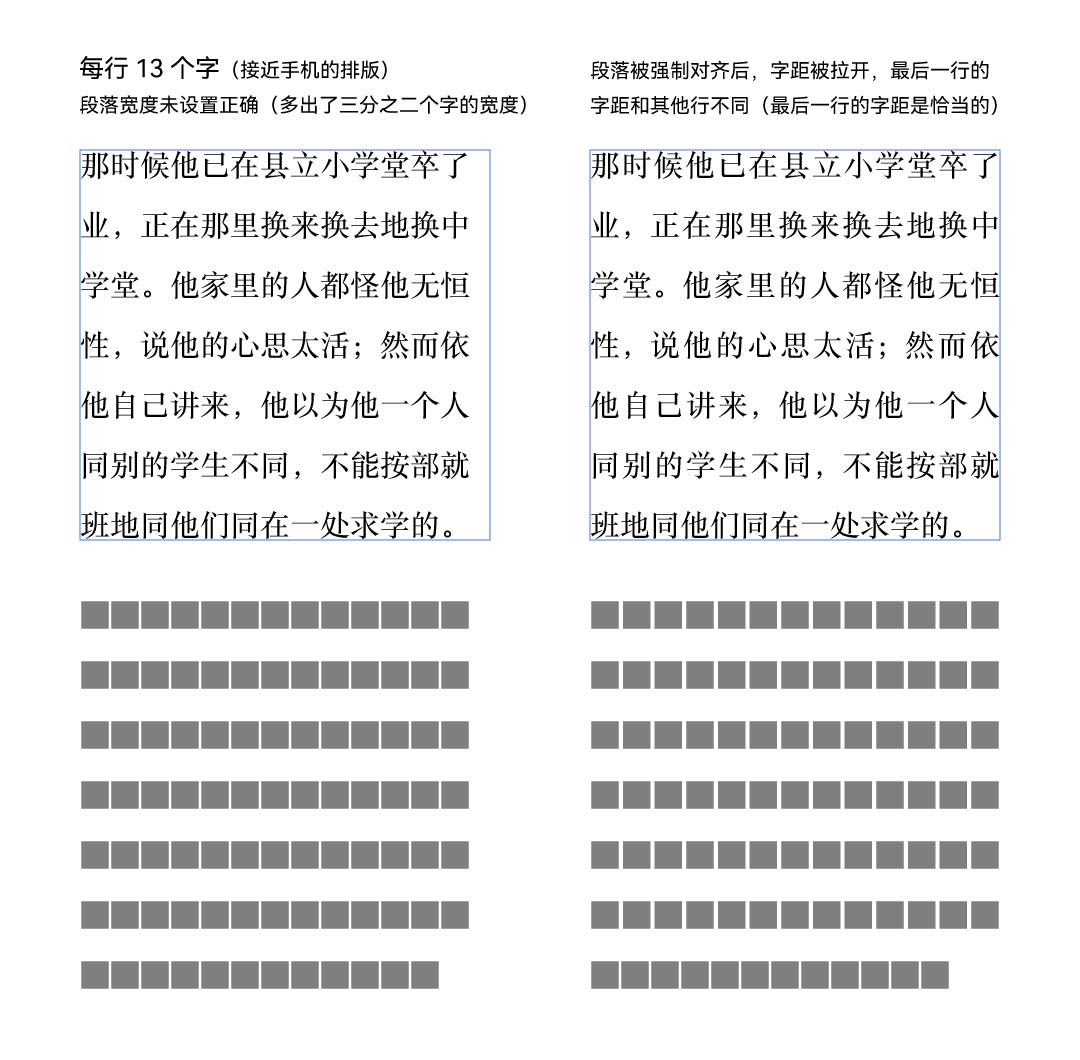 每行 13 个字（接近手机的排版）
段落宽度未设置正确（多出了三分之二个字的宽度）
那时候他已在县立小学堂卒了
业，正在那里换来换去地换中
学堂。他家里的人都怪他无恒
性，说他的心思太活；然而依
他自己讲来，他以为他一个人
同别的学生不同，不能按部就
班地同他们同在一处求学的。
段落被强制对齐后，字距被拉开，最后一行的
字距和其他行不同（最后一行的字距是恰当的）
那时候他已在县立小学堂卒了
业，正在那里换来换去地换中
学堂。他家里的人都怪他无恒
性，说他的心思太活；然而依
他自己讲来，他以为他一个人
同别的学生不同，不能按部就
班地同他们同在一处求学的。